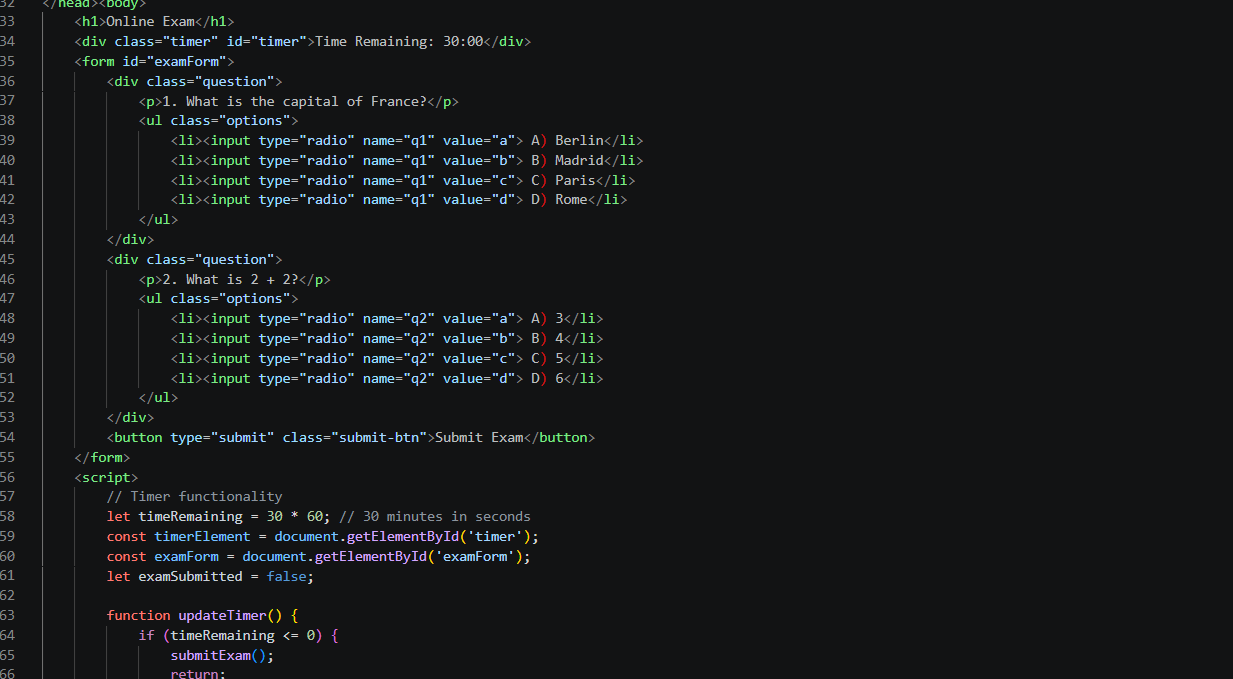 32 </head><body>
33 <h1>Online Exam</h1>
34 <div class="timer" id="timer">Time Remaining: 30:00</div>
35 <form id="examForm">
36 <div class="question">
37 <p>1. What is the capital of France?</p>
38 <ul class="options">
39 <li><input type="radio" name="q1" value="a"> A) Berlin</li>
40 <li><input type="radio" name="q1" value="b"> B) Madrid</li>
41 <li><input type="radio" name="q1" value="c"> C) Paris</li>
42 <li><input type="radio" name="q1" value="d"> D) Rome</li>
43 </ul>
44 </div>
45 <div class="question">
46 <p>2. What is 2 + 2?</p>
47 <ul class="options">
48 <li><input type="radio" name="q2" value="a"> A) 3</li>
49 <li><input type="radio" name="q2" value="b"> B) 4</li>
50 <li><input type="radio" name="q2" value="c"> C) 5</li>
51 <li><input type="radio" name="q2" value="d"> D) 6</li>
52 </ul>
53 </div>
54 <button type="submit" class="submit-btn">Submit Exam</button>
55 </form>
56 <script>
57 // Timer functionality
58 let timeRemaining = 30 * 60; // 30 minutes in seconds
59 const timerElement = document.getElementById('timer');
60 const examForm = document.getElementById('examForm');
61 let examSubmitted = false;
62
63 function updateTimer() {
64 if (timeRemaining <= 0) {
65 submitExam();
66 return;